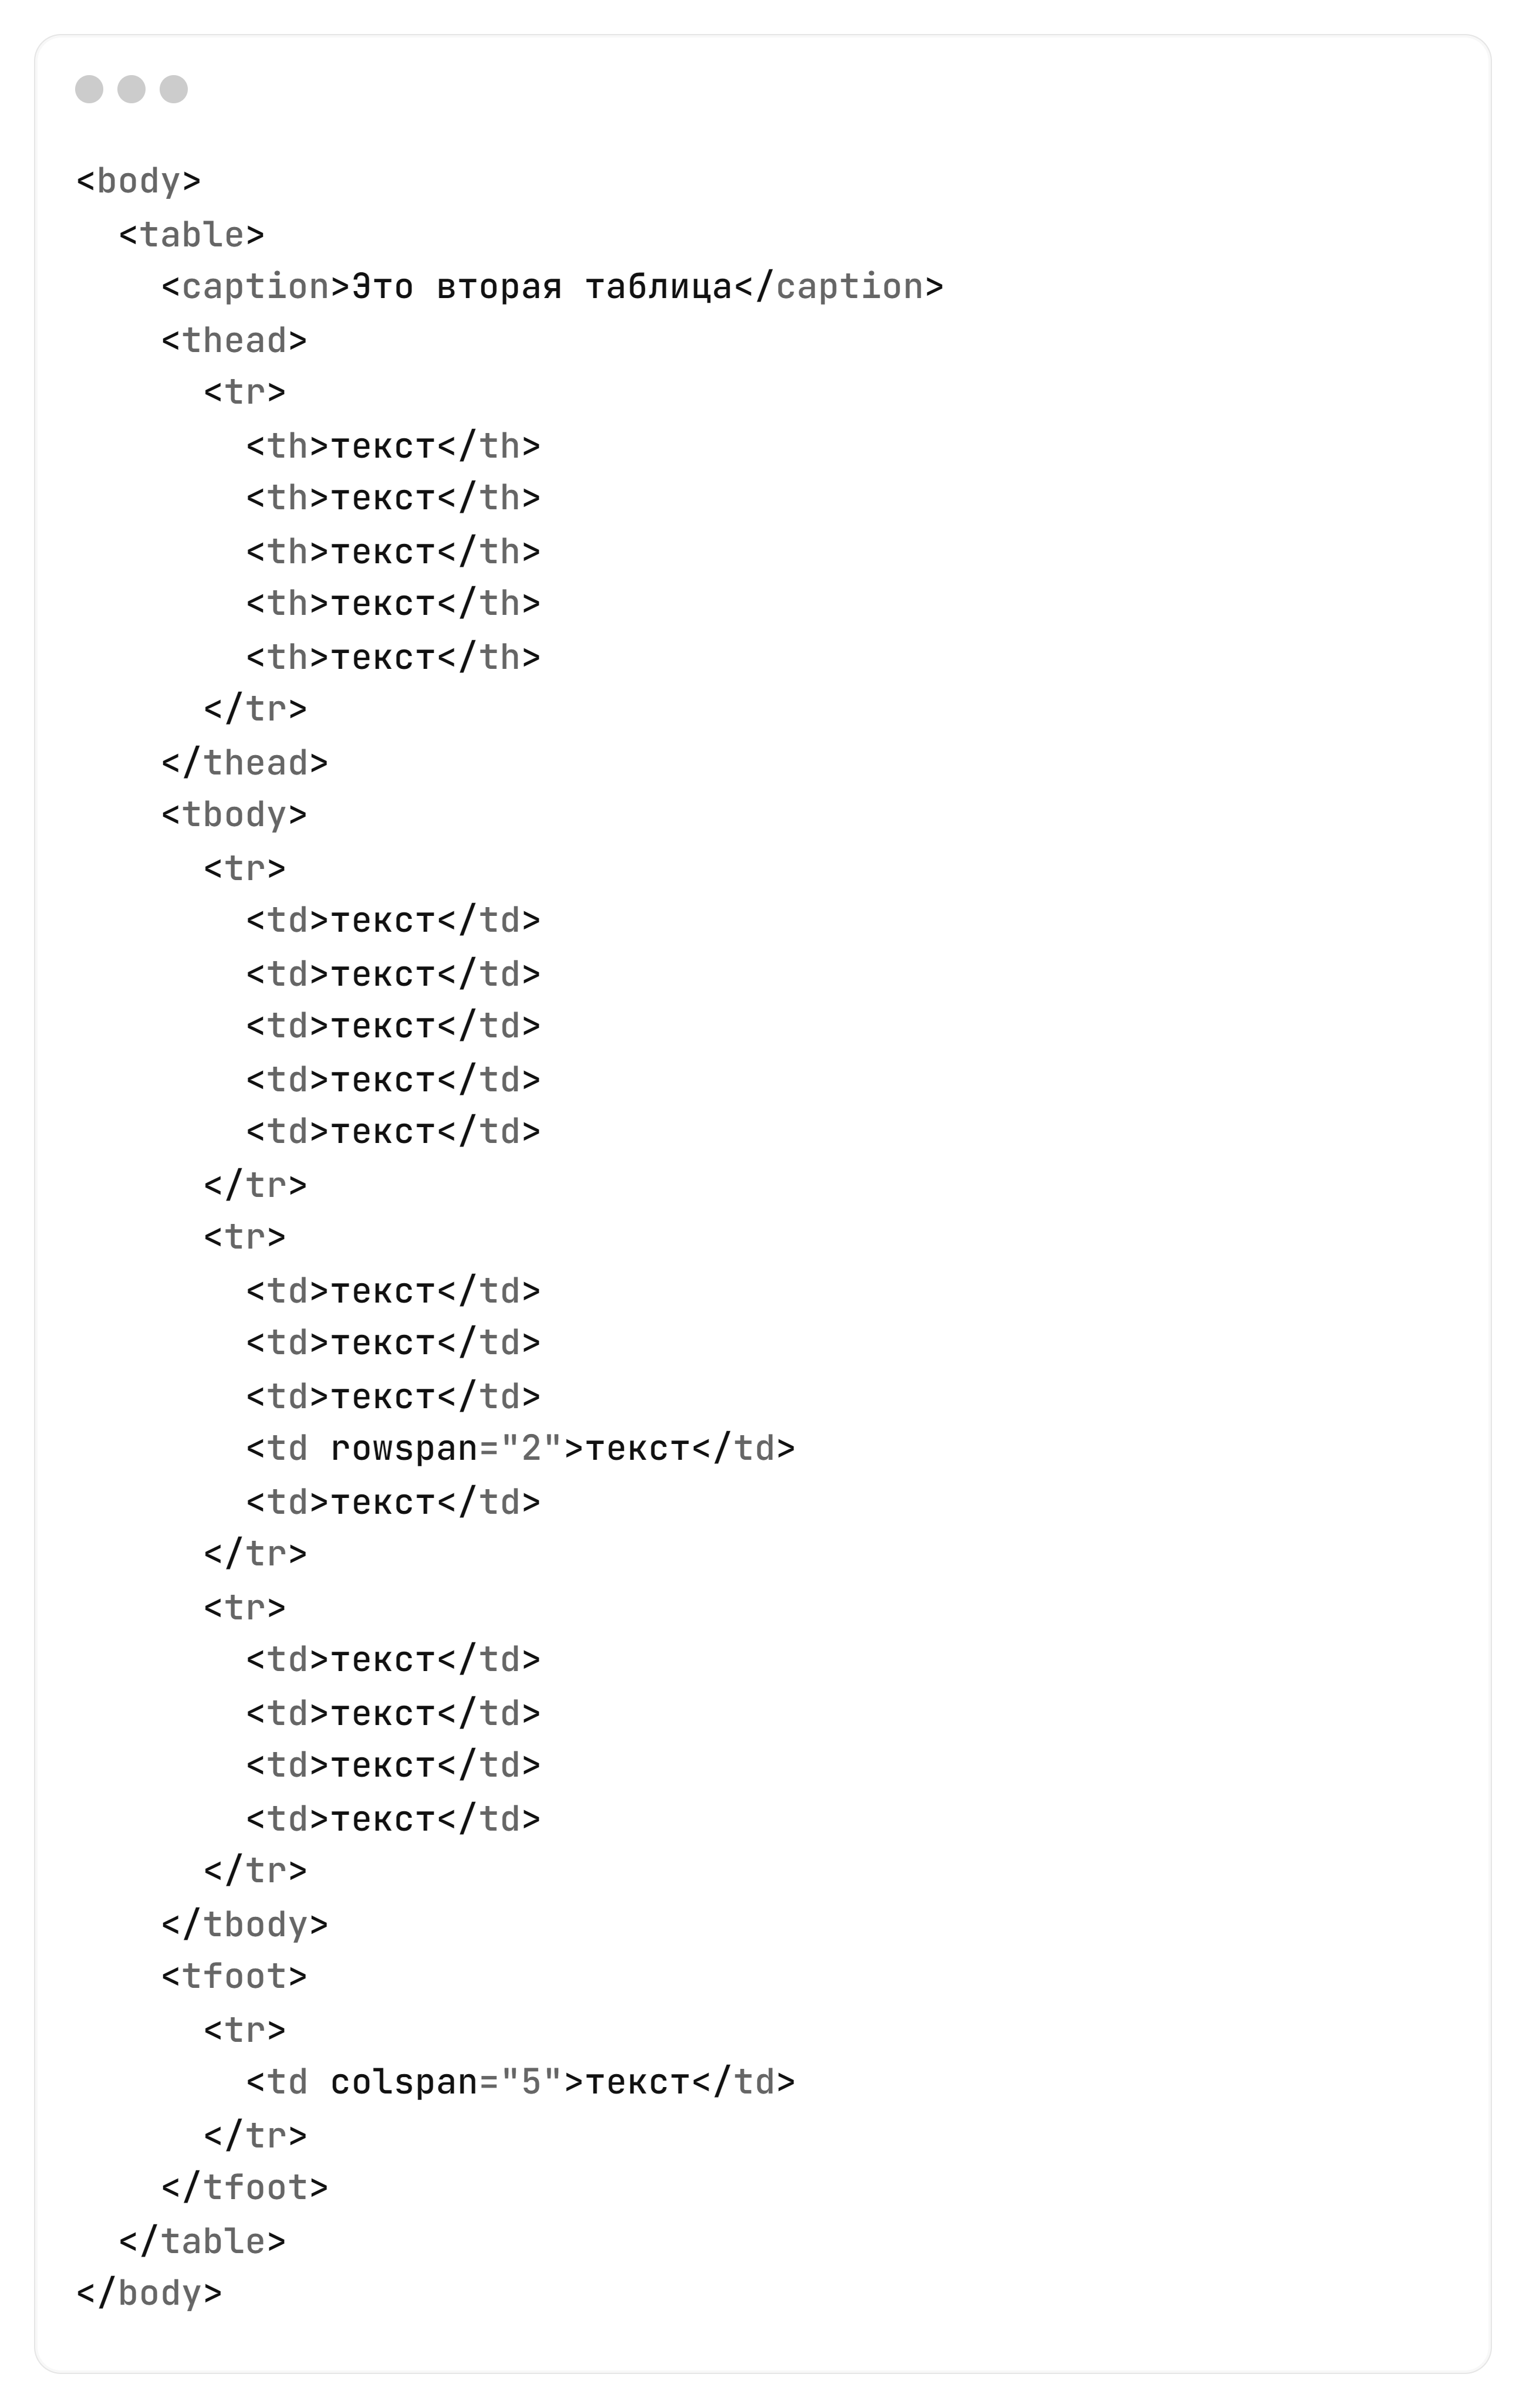 <body>
  <table>
    <caption>Это вторая таблица</caption>
    <thead>
      <tr>
        <th>текст</th>
        <th>текст</th>
        <th>текст</th>
        <th>текст</th>
        <th>текст</th>
      </tr>
    </thead>
    <tbody>
      <tr>
        <td>текст</td>
        <td>текст</td>
        <td>текст</td>
        <td>текст</td>
        <td>текст</td>
      </tr>
      <tr>
        <td>текст</td>
        <td>текст</td>
        <td>текст</td>
        <td rowspan="2">текст</td>
        <td>текст</td>
      </tr>
      <tr>
        <td>текст</td>
        <td>текст</td>
        <td>текст</td>
        <td>текст</td>
      </tr>
    </tbody>
    <tfoot>
      <tr>
        <td colspan="5">текст</td>
      </tr>
    </tfoot>
  </table>
</body>